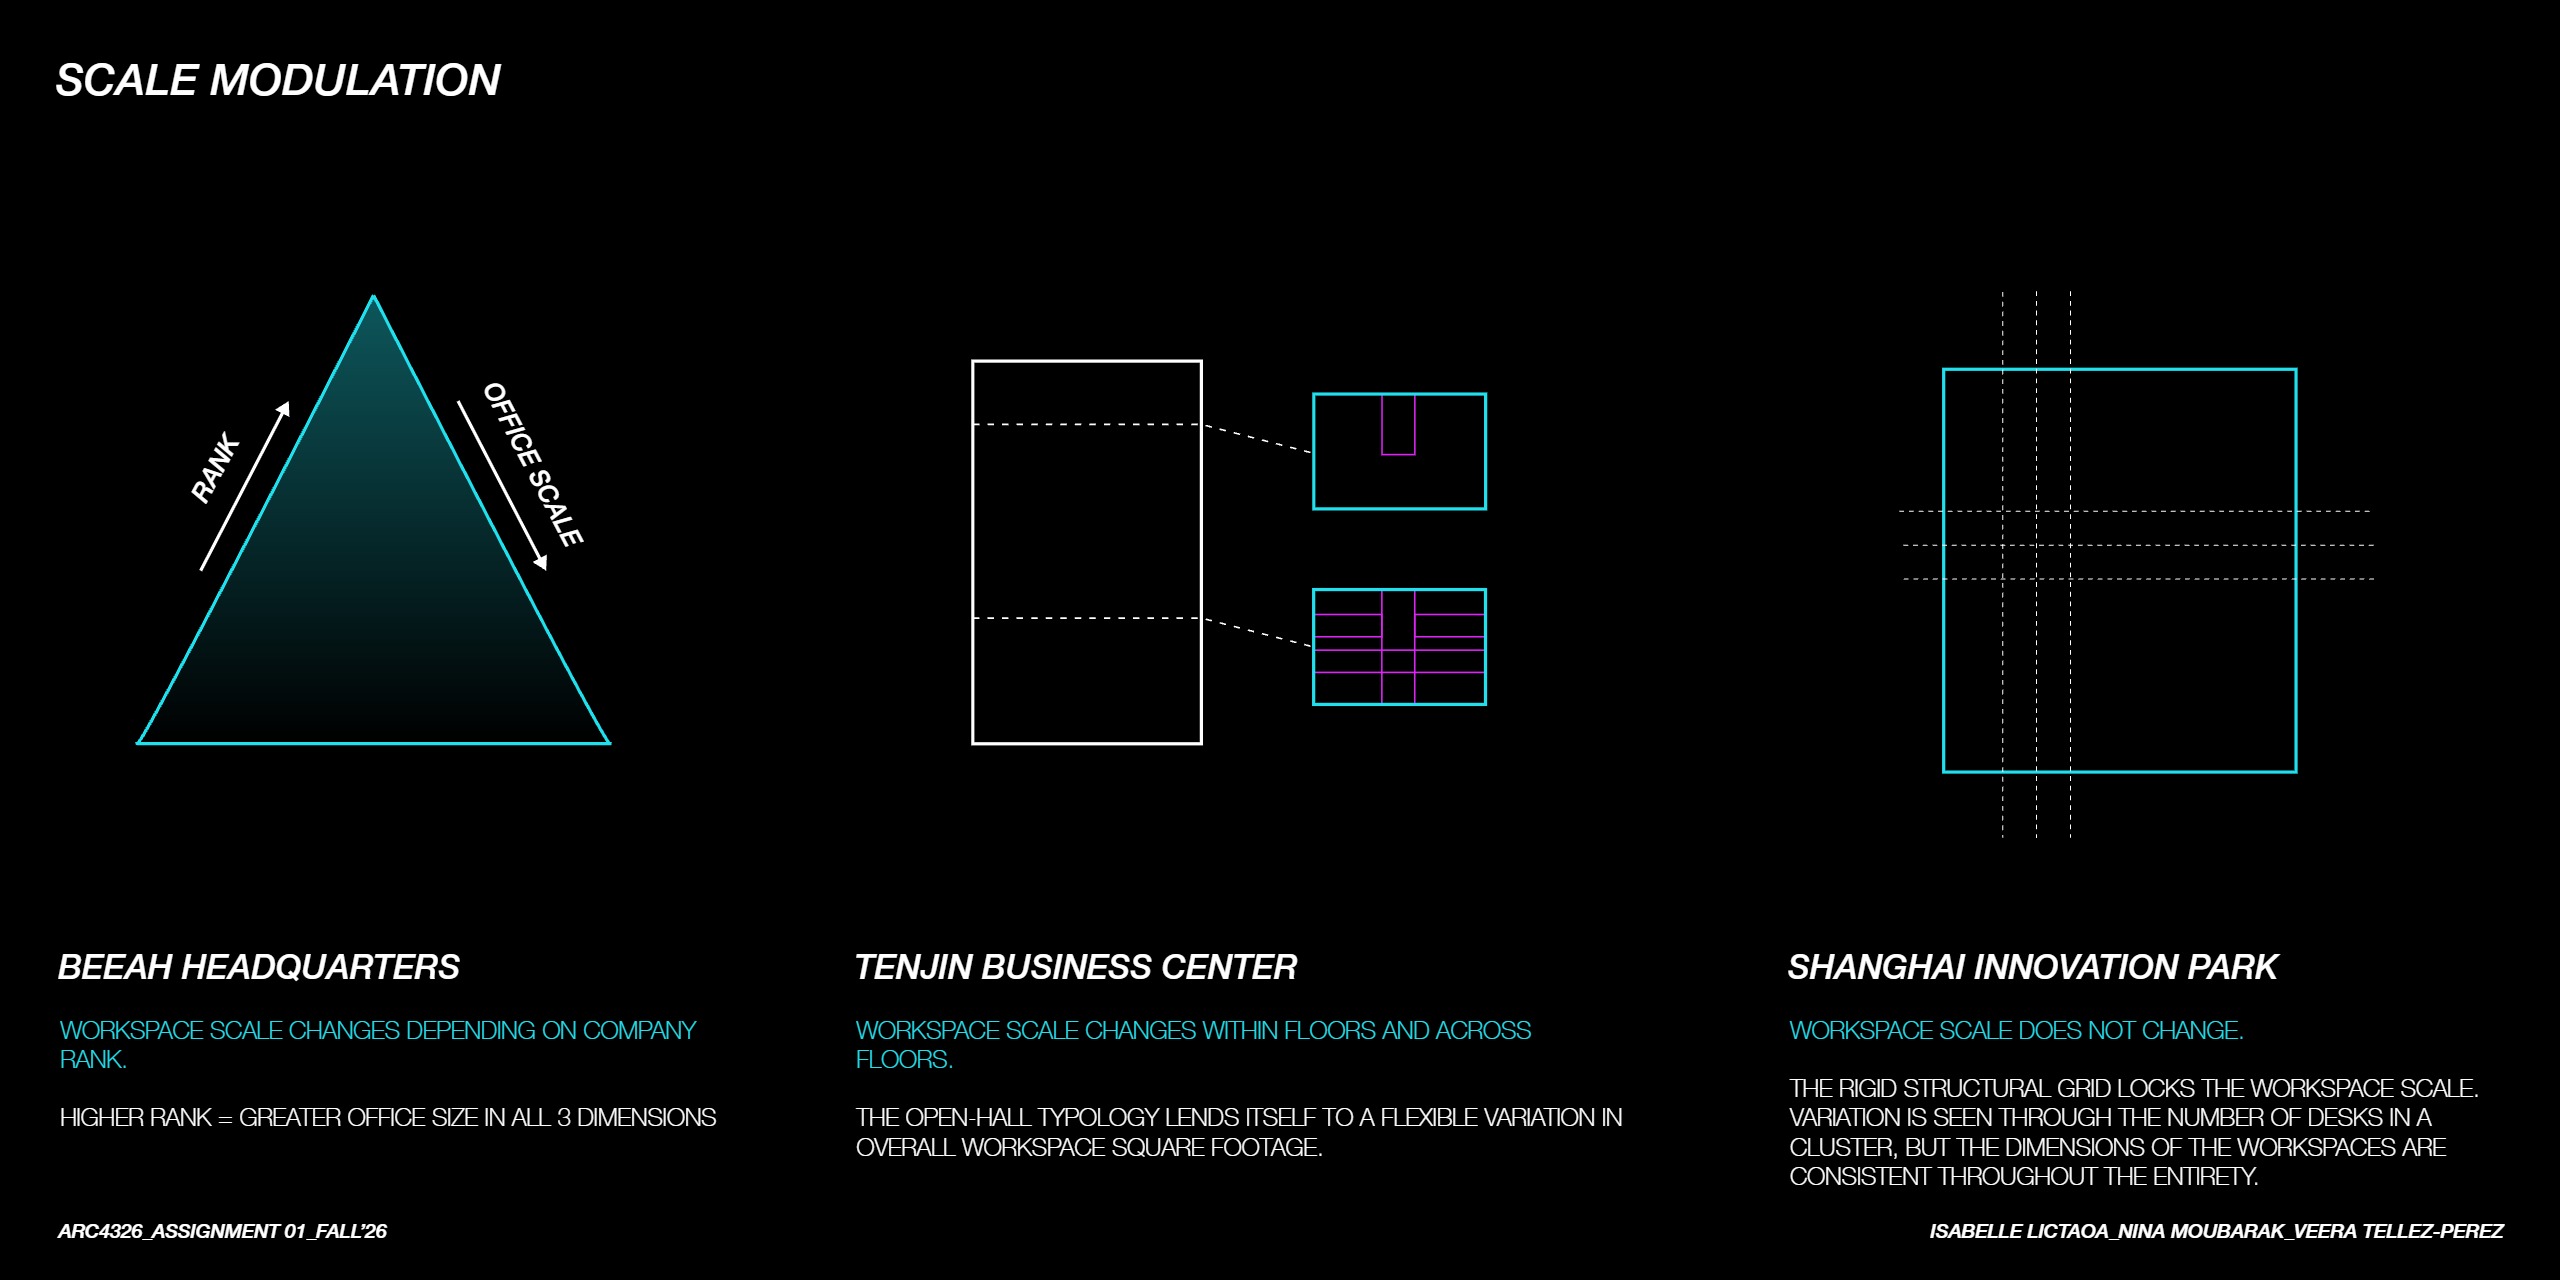 SCALE MODULATION
RANK
OFFICE SCALE
BEEAH HEADQUARTERS
WORKSPACE SCALE CHANGES DEPENDING ON COMPANY
RANK.
HIGHER RANK = GREATER OFFICE SIZE IN ALL 3 DIMENSIONS
TENJIN BUSINESS CENTER
WORKSPACE SCALE CHANGES WITHIN FLOORS AND ACROSS
FLOORS.
THE OPEN-HALL TYPOLOGY LENDS ITSELF TO A FLEXIBLE VARIATION IN
OVERALL WORKSPACE SQUARE FOOTAGE.
SHANGHAI INNOVATION PARK
WORKSPACE SCALE DOES NOT CHANGE.
THE RIGID STRUCTURAL GRID LOCKS THE WORKSPACE SCALE.
VARIATION IS SEEN THROUGH THE NUMBER OF DESKS IN A
CLUSTER, BUT THE DIMENSIONS OF THE WORKSPACES ARE
CONSISTENT THROUGHOUT THE ENTIRETY.
ARC4326_ASSIGNMENT 01_FALL’26
ISABELLE LICTAOA_NINA MOUBARAK_VEERA TELLEZ-PEREZ